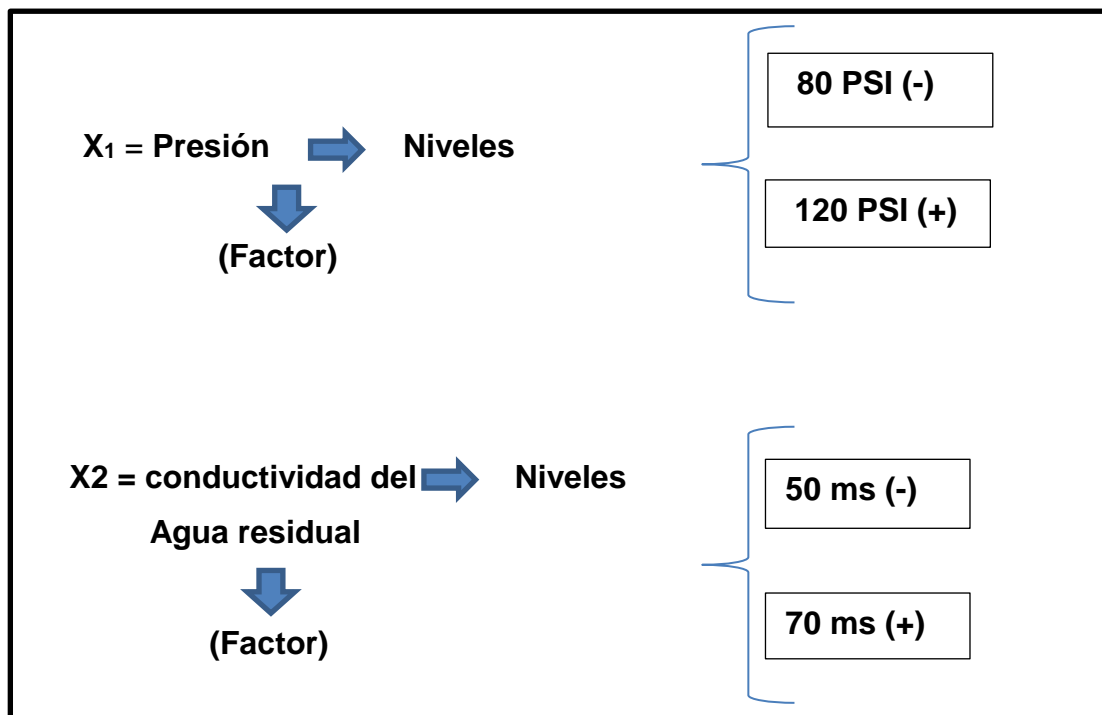 80 PSI (-)
X₁ = Presión Niveles
120 PSI (+)
(Factor)
X2 = conductividad del Niveles
50 ms (-)
Agua residual
70 ms (+)
(Factor)